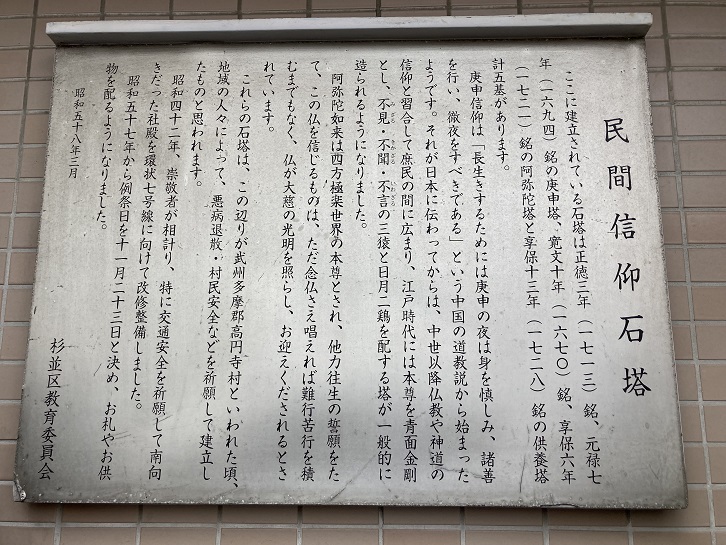 民間信仰石塔
ここに建立されている石塔は正徳三年(一七一三)銘、元禄七
年(一六九四)銘の庚申塔、寛文十年(一六七〇)銘、享保六年
(一七二一)銘の阿弥陀塔と享保十三年(一七二八)銘の供養塔
計五基があります。
庚申信仰は「長生きするためには庚申の夜は身を慎しみ、諸善
を行い、徹夜をすべきである」という中国の道教説から始まった
ようです。それが日本に伝わってからは、中世以降仏教や神道の
信仰と習合して庶民の間に広まり、江戸時代には本尊を青面金剛
とし、不見・不聞・不言の三猿と日月二鶏を配する塔が一般的に
造られるようになりました。
阿弥陀如来は西方極楽世界の本尊とされ、他力往生の誓願をた
て、この仏を信じるものは、ただ念仏さえ唱えれば難行苦行を積
むまでもなく、仏が大慈の光明を照らし、お迎えくださるとさ
れています。
これらの石塔は、この辺りが武州多摩郡高円寺村といわれた頃、
地域の人々によって、悪病退散・村民安全などを祈願して建立し
たものと思われます。
昭和四十二年、崇敬者が相計り、特に交通安全を祈願して南向
きだった社殿を環状七号線に向けて改修整備しました。
昭和五十七年から例祭日を十一月二十三日と決め、お札やお供
物を配るようになりました。
昭和五十八年三月
杉並区教育委員会